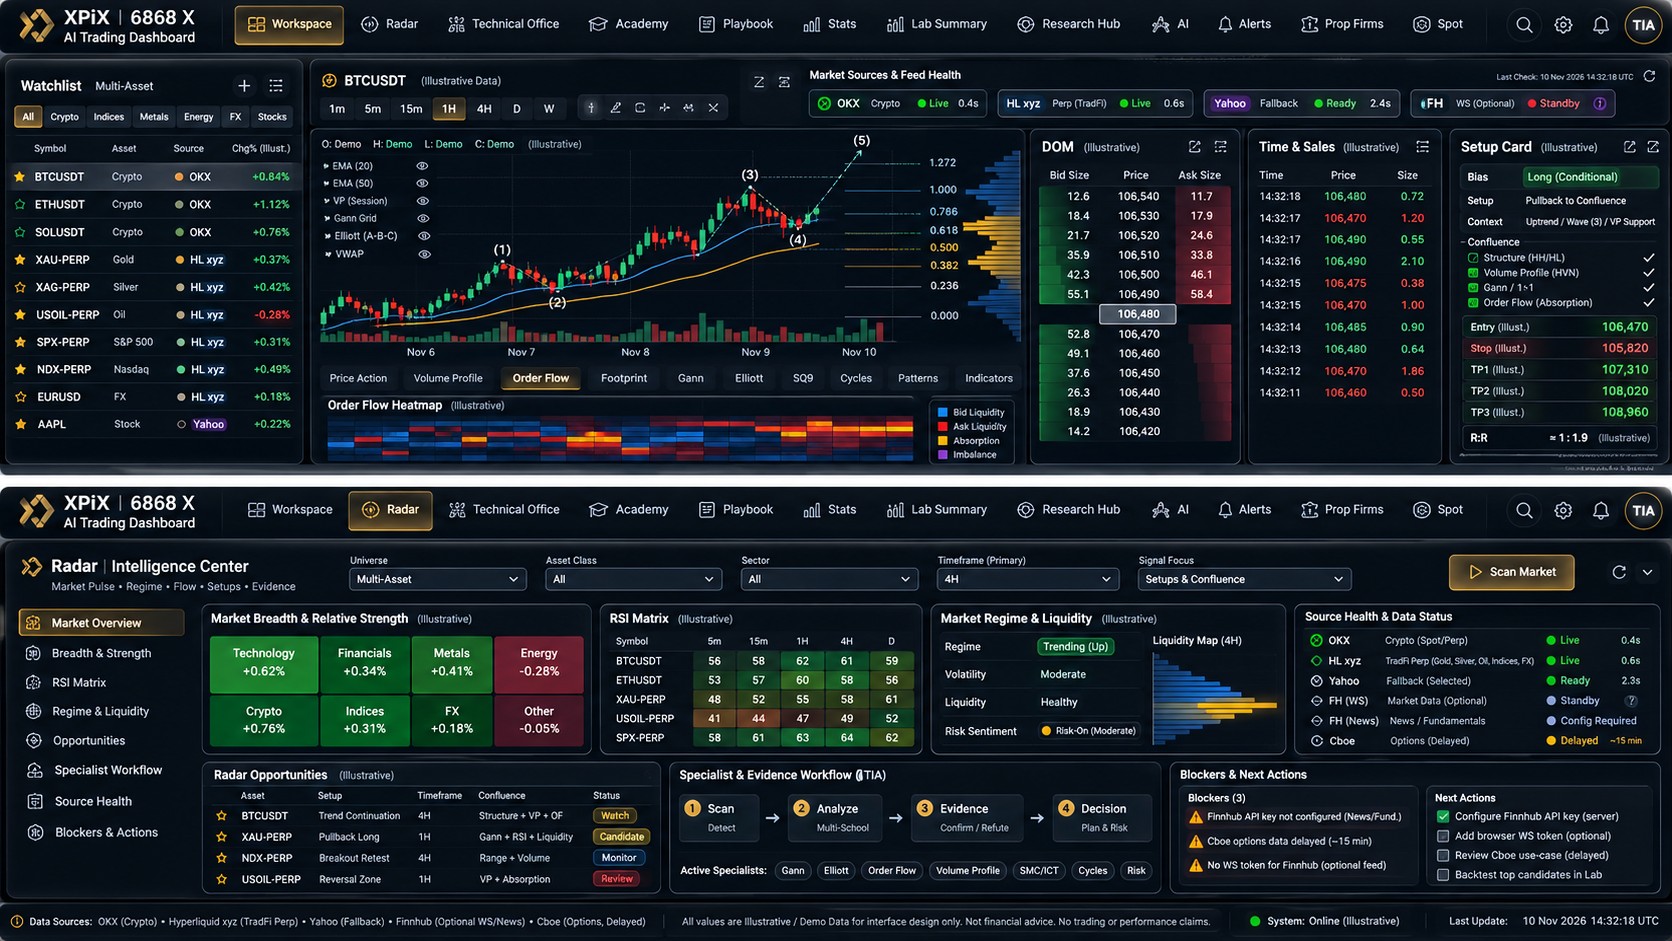 XPiX | 6868 X
AI Trading Dashboard
Workspace
Radar
Technical Office
Academy
Playbook
Stats
Lab Summary
Research Hub
AI
Alerts
Prop Firms
Spot
TIA
Watchlist Multi-Asset
All Crypto Indices Metals Energy FX Stocks
Symbol Asset Source Chg% (Illust.)
BTCUSDT Crypto OKX +0.84%
ETHUSDT Crypto OKX +1.12%
SOLUSDT Crypto OKX +0.76%
XAU-PERP Gold HL xyz +0.37%
XAG-PERP Silver HL xyz +0.42%
USOIL-PERP Oil HL xyz -0.28%
SPX-PERP S&P 500 HL xyz +0.31%
NDX-PERP Nasdaq HL xyz +0.49%
EURUSD FX HL xyz +0.18%
AAPL Stock Yahoo +0.22%
BTCUSDT (Illustrative Data)
1m 5m 15m 1H 4H D W
Market Sources & Feed Health
Last Check: 10 Nov 2026 14:32:18 UTC
OKX Crypto Live 0.4s
HL xyz Perp (TradFi) Live 0.6s
Yahoo Fallback Ready 2.4s
FH WS (Optional) Standby
O: Demo H: Demo L: Demo C: Demo (Illustrative)
EMA (20)
EMA (50)
VP (Session)
Gann Grid
Elliott (A-B-C)
VWAP
(1)
(2)
(3)
(4)
(5)
1.272
1.000
0.786
0.618
0.500
0.382
0.236
0.000
Nov 6 Nov 7 Nov 8 Nov 9 Nov 10
Price Action Volume Profile Order Flow Footprint Gann Elliott SQ9 Cycles Patterns Indicators
Order Flow Heatmap (Illustrative)
Bid Liquidity
Ask Liquidity
Absorption
Imbalance
DOM (Illustrative)
Bid Size Price Ask Size
12.6 106,540 11.7
18.4 106,530 17.9
21.7 106,520 24.6
35.9 106,510 33.8
42.3 106,500 46.1
55.1 106,490 58.4
106,480
52.8 106,470
49.1 106,460
37.6 106,450
26.3 106,440
18.9 106,430
14.2 106,420
Time & Sales (Illustrative)
Time Price Size
14:32:18 106,480 0.72
14:32:17 106,470 1.20
14:32:17 106,490 0.55
14:32:16 106,490 2.10
14:32:15 106,475 0.38
14:32:15 106,470 1.00
14:32:14 106,485 0.90
14:32:13 106,480 0.64
14:32:12 106,470 1.86
14:32:11 106,460 0.50
Setup Card (Illustrative)
Bias Long (Conditional)
Setup Pullback to Confluence
Context Uptrend / Wave (3) / VP Support
Confluence
Structure (HH/HL)
Volume Profile (HVN)
Gann / 1~1
Order Flow (Absorption)
Entry (Illust.) 106,470
Stop (Illust.) 105,820
TP1 (Illust.) 107,310
TP2 (Illust.) 108,020
TP3 (Illust.) 108,960
R:R ≈ 1 : 1.9 (Illustrative)
XPiX | 6868 X
AI Trading Dashboard
Workspace
Radar
Technical Office
Academy
Playbook
Stats
Lab Summary
Research Hub
AI
Alerts
Prop Firms
Spot
TIA
Radar | Intelligence Center
Market Pulse • Regime • Flow • Setups • Evidence
Universe
Multi-Asset
Asset Class
All
Sector
All
Timeframe (Primary)
4H
Signal Focus
Setups & Confluence
Scan Market
Market Overview
Breadth & Strength
RSI Matrix
Regime & Liquidity
Opportunities
Specialist Workflow
Source Health
Blockers & Actions
Market Breadth & Relative Strength (Illustrative)
Technology Financials Metals Energy
+0.62% +0.34% +0.41% -0.28%
Crypto Indices FX Other
+0.76% +0.31% +0.18% -0.05%
RSI Matrix (Illustrative)
Symbol 5m 15m 1H 4H D
BTCUSDT 56 58 62 61 59
ETHUSDT 53 57 60 58 56
XAU-PERP 48 52 55 58 61
USOIL-PERP 41 44 47 49 52
SPX-PERP 58 61 63 64 62
Market Regime & Liquidity (Illustrative)
Regime Trending (Up)
Volatility Moderate
Liquidity Healthy
Risk Sentiment Risk-On (Moderate)
Liquidity Map (4H)
Source Health & Data Status
OKX Crypto (Spot/Perp) Live 0.4s
HL xyz TradFi Perp (Gold, Silver, Oil, Indices, FX) Live 0.6s
Yahoo Fallback (Selected) Ready 2.3s
FH (WS) Market Data (Optional) Standby ?
FH (News) News / Fundamentals Config Required
Cboe Options (Delayed) Delayed ~15 min
Radar Opportunities (Illustrative)
Asset Setup Timeframe Confluence Status
BTCUSDT Trend Continuation 4H Structure + VP + OF Watch
XAU-PERP Pullback Long 1H Gann + RSI + Liquidity Candidate
NDX-PERP Breakout Retest 4H Range + Volume Monitor
USOIL-PERP Reversal Zone 1H VP + Absorption Review
Specialist & Evidence Workflow (TIA)
1 Scan
Detect
2 Analyze
Multi-School
3 Evidence
Confirm / Refute
4 Decision
Plan & Risk
Active Specialists: Gann Elliott Order Flow Volume Profile SMC/ICT Cycles Risk
Blockers & Next Actions
Blockers (3)
Finnhub API key not configured (News/Fund.)
Cboe options data delayed (~15 min)
No WS token for Finnhub (optional feed)
Next Actions
Configure Finnhub API key (server)
Add browser WS token (optional)
Review Cboe use-case (delayed)
Backtest top candidates in Lab
Data Sources: OKX (Crypto) • Hyperliquid xyz (TradFi Perp) • Yahoo (Fallback) • Finnhub (Optional WS/News) • Cboe (Options, Delayed)
All values are Illustrative / Demo Data for interface design only. Not financial advice. No trading or performance claims.
System: Online (Illustrative)
Last Update: 10 Nov 2026 14:32:18 UTC